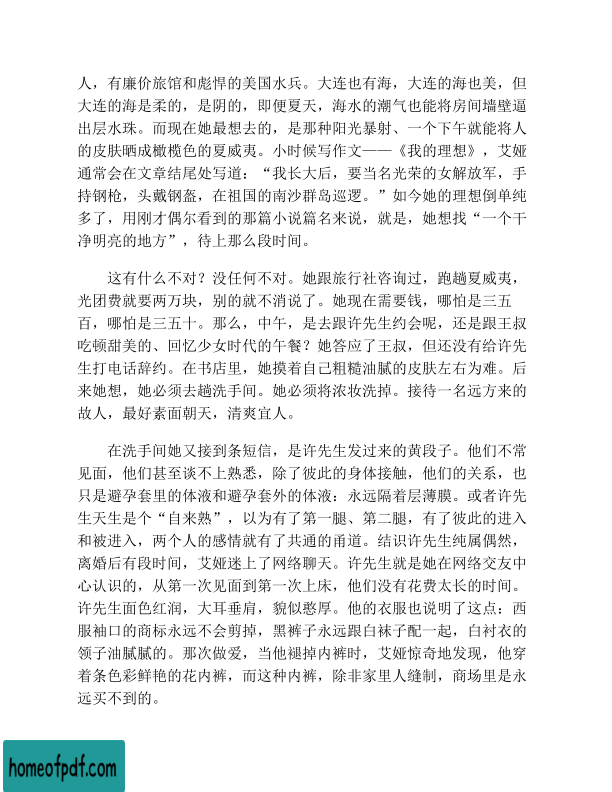 人，有廉价旅馆和彪悍的美国水兵。大连也有海，大连的海也美，但
大连的海是柔的，是阴的，即便夏天，海水的潮气也能将房间墙壁逼
出层水珠。而现在她最想去的，是那种阳光暴射、一个下午就能将人
的皮肤晒成橄榄色的夏威夷。小时候写作文——《我的理想》，艾娅
通常会在文章结尾处写道：“我长大后，要当名光荣的女解放军，手
持钢枪，头戴钢盔，在祖国的南沙群岛巡逻。”如今她的理想倒单纯
多了，用刚才偶尔看到的那篇小说篇名来说，就是，她想找“一个干
净明亮的地方”，待上那么段时间。
这有什么不对？没任何不对。她跟旅行社咨询过，跑趟夏威夷，
光团费就要两万块，别的就不消说了。她现在需要钱，哪怕是三五
百，哪怕是三五十。那么，中午，是去跟许先生约会呢，还是跟王叔
吃顿甜美的、回忆少女时代的午餐？她答应了王叔，但还没有给许先
生打电话辞约。在书店里，她摸着自己粗糙油腻的皮肤左右为难。后
来她想，她必须去趟洗手间。她必须将浓妆洗掉。接待一名远方来的
故人，最好素面朝天，清爽宜人。
在洗手间她又接到条短信，是许先生发过来的黄段子。他们不常
见面，他们甚至谈不上熟悉，除了彼此的身体接触，他们的关系，也
只是避孕套里的体液和避孕套外的体液：永远隔着层薄膜。或者许先
生天生是个“自来熟”，以为有了第一腿、第二腿，有了彼此的进入
和被进入，两个人的感情就有了共通的甬道。结识许先生纯属偶然，
离婚后有段时间，艾娅迷上了网络聊天。许先生就是她在网络交友中
心认识的，从第一次见面到第一次上床，他们没有花费太长的时间。
许先生面色红润，大耳垂肩，貌似憨厚。他的衣服也说明了这点：西
服袖口的商标永远不会剪掉，黑裤子永远跟白袜子配一起，白衬衣的
领子油腻腻的。那次做爱，当他褪掉内裤时，艾娅惊奇地发现，他穿
着条色彩鲜艳的花内裤，而这种内裤，除非家里人缝制，商场里是永
远买不到的。
homeofpdf.com